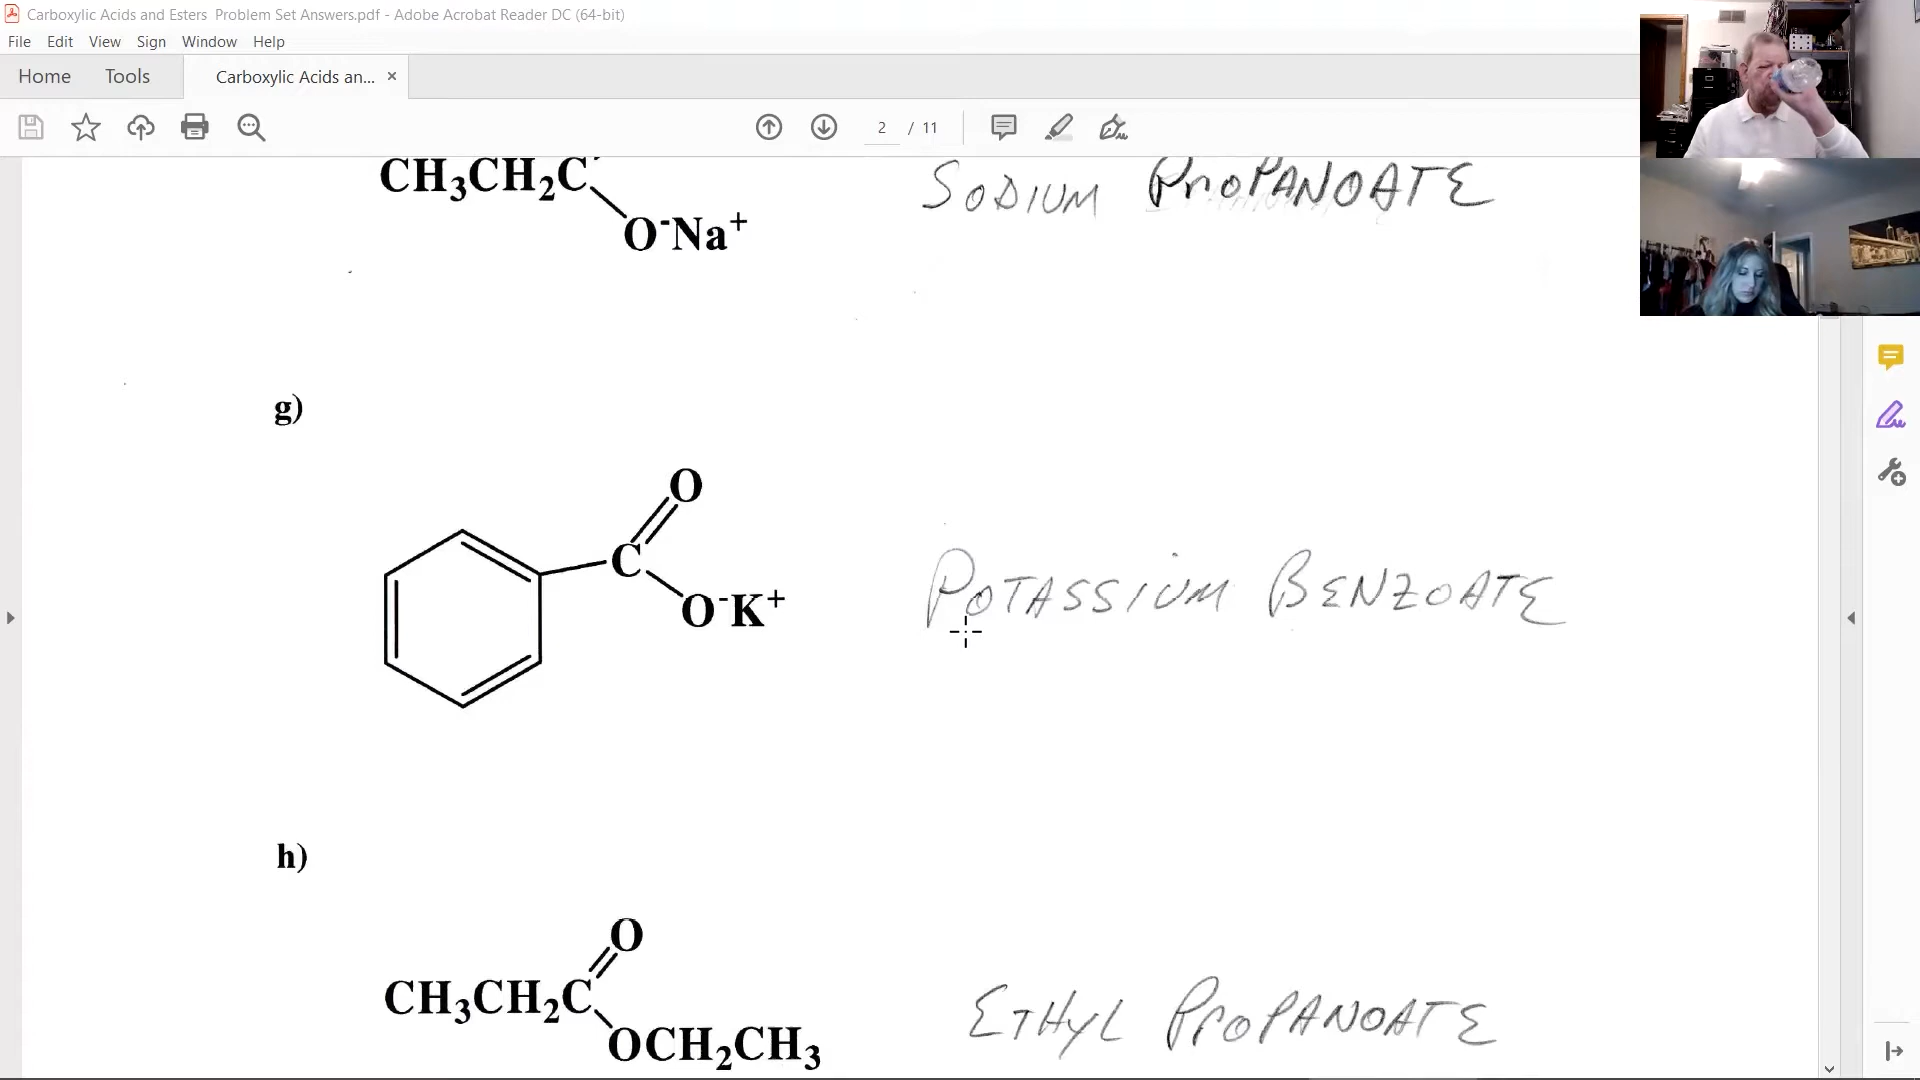 Carboxylic Acids and Esters  Problem Set Answers.pdf - Adobe Acrobat Reader DC (64-bit)
File Edit View Sign Window Help
Home Tools Carboxylic Acids an... ×
2 / 11
CH₃CH₂C
O⁻Na⁺
SODIUM PROPANOATE
g)
O
C
O⁻K⁺
POTASSIUM BENZOATE
h)
O
CH₃CH₂C
OCH₂CH₃
ETHYL PROPANOATE